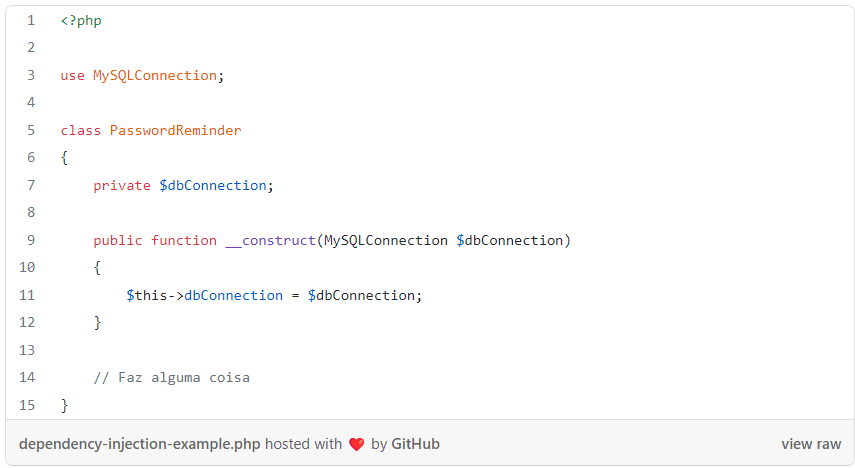 1 <?php
2
3 use MySQLConnection;
4
5 class PasswordReminder
6 {
7 private $dbConnection;
8
9 public function __construct(MySQLConnection $dbConnection)
10 {
11 $this->dbConnection = $dbConnection;
12 }
13
14 // Faz alguma coisa
15 }
dependency-injection-example.php hosted with ❤ by GitHub view raw